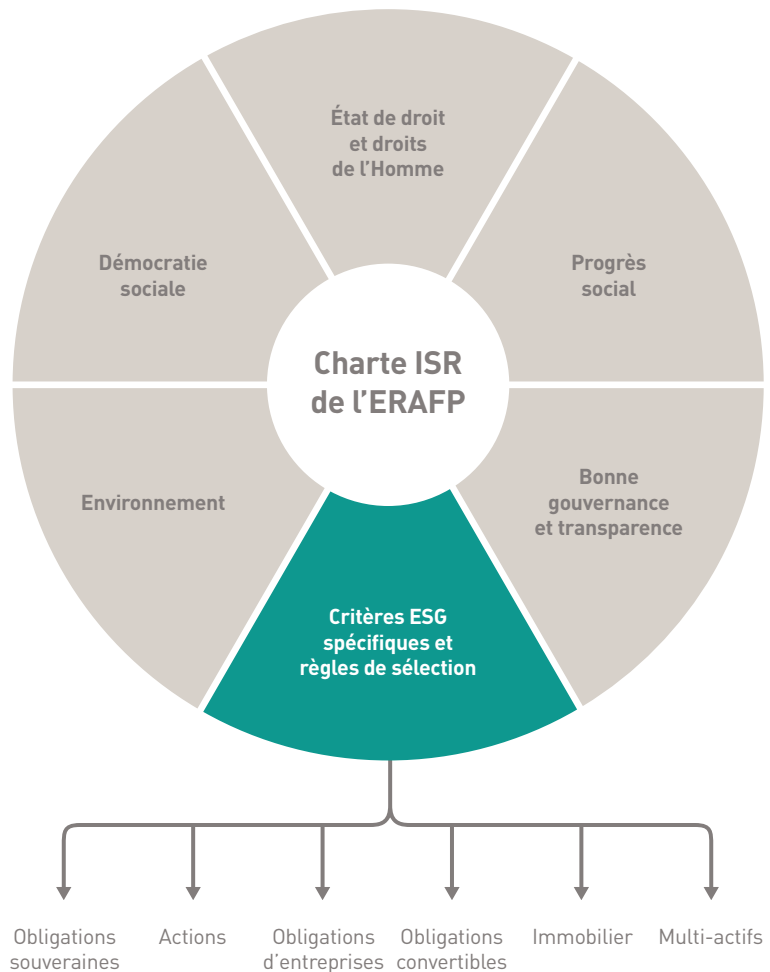 État de droit
et droits
de l’Homme
Démocratie
sociale
Progrès
social
Charte ISR
de l’ERAFP
Environnement
Bonne
gouvernance
et transparence
Critères ESG
spécifiques et
règles de sélection
Obligations
souveraines
Actions
Obligations
d’entreprises
Obligations
convertibles
Immobilier
Multi-actifs